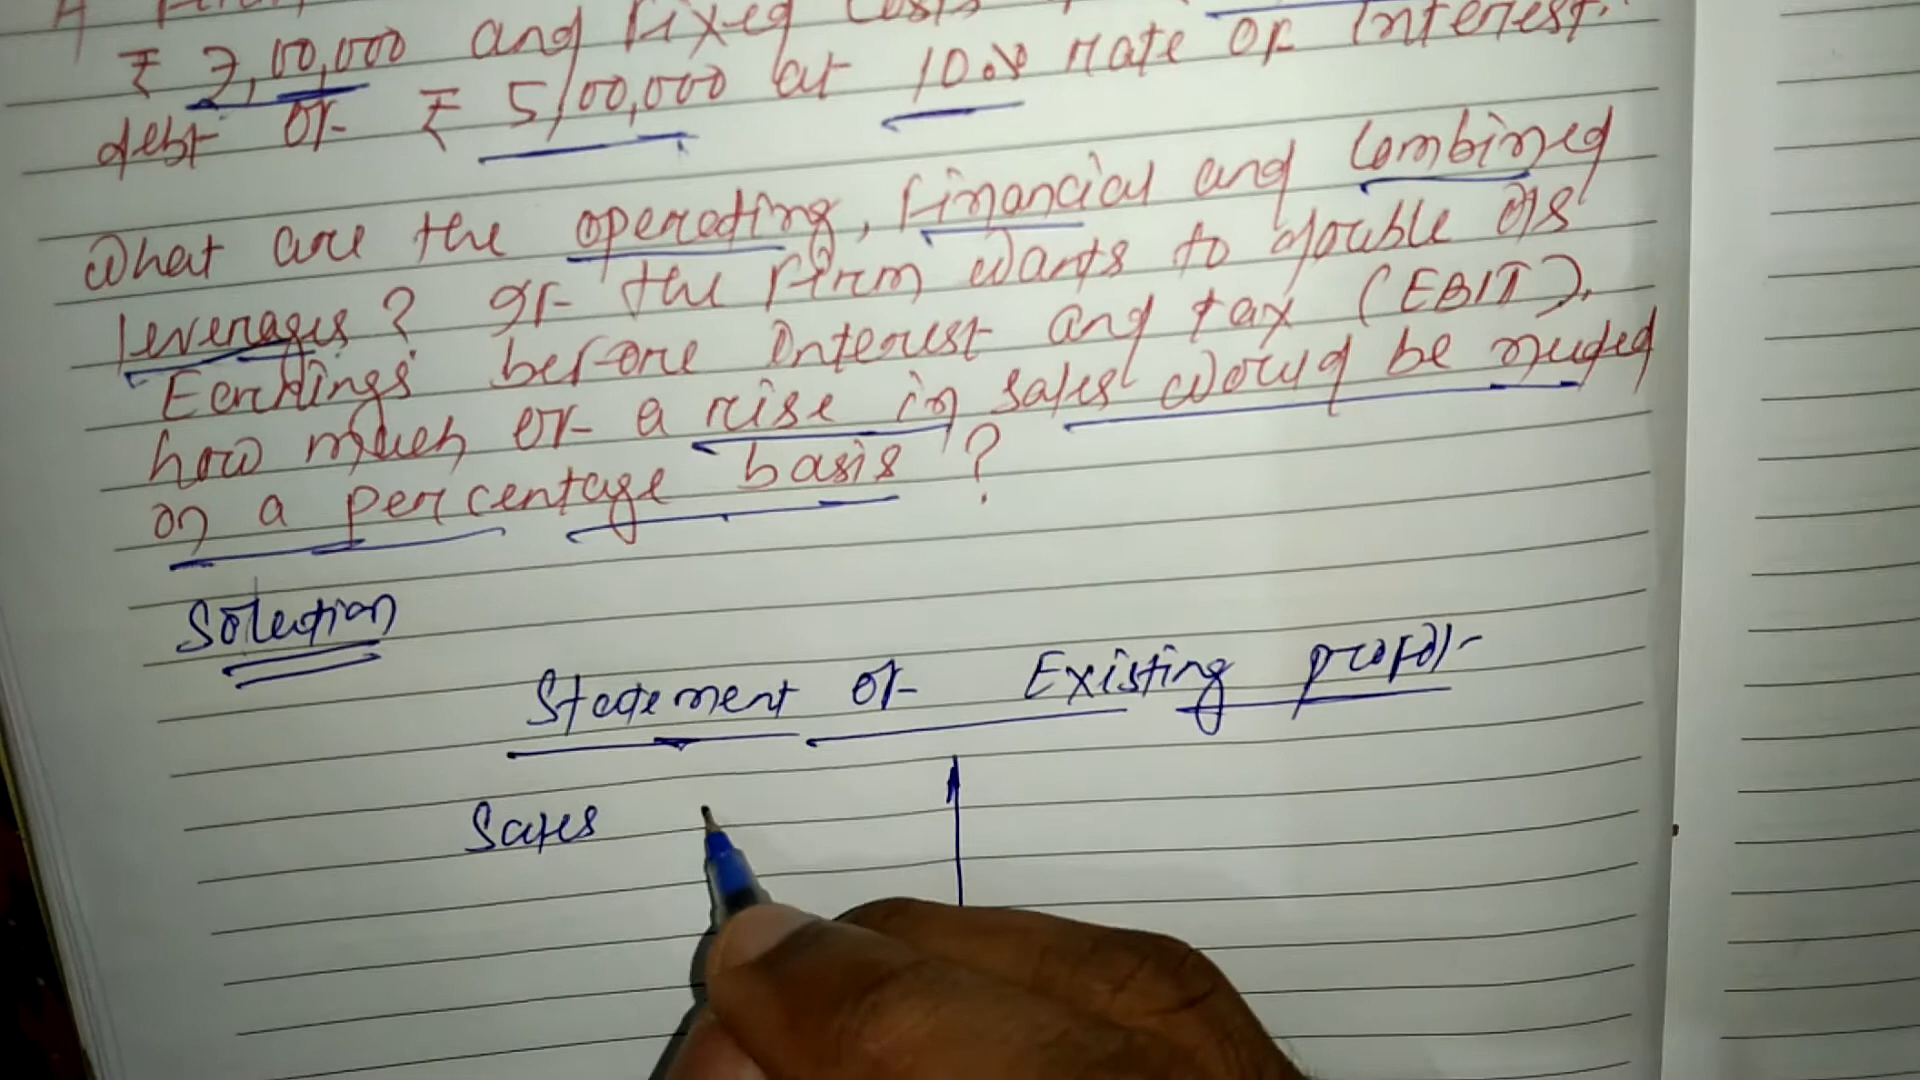 A
₹ 7,00,000 and Fixed Costs
debt of ₹ 5,00,000 at 10% rate of interest.
What are the operating, Financial and Combined
leverages? If the Firm wants to double its
Earnings before Interest and tax (EBIT),
how much of a rise in sales would be needed
on a percentage basis?
Solution
Statement of Existing profit
Sales